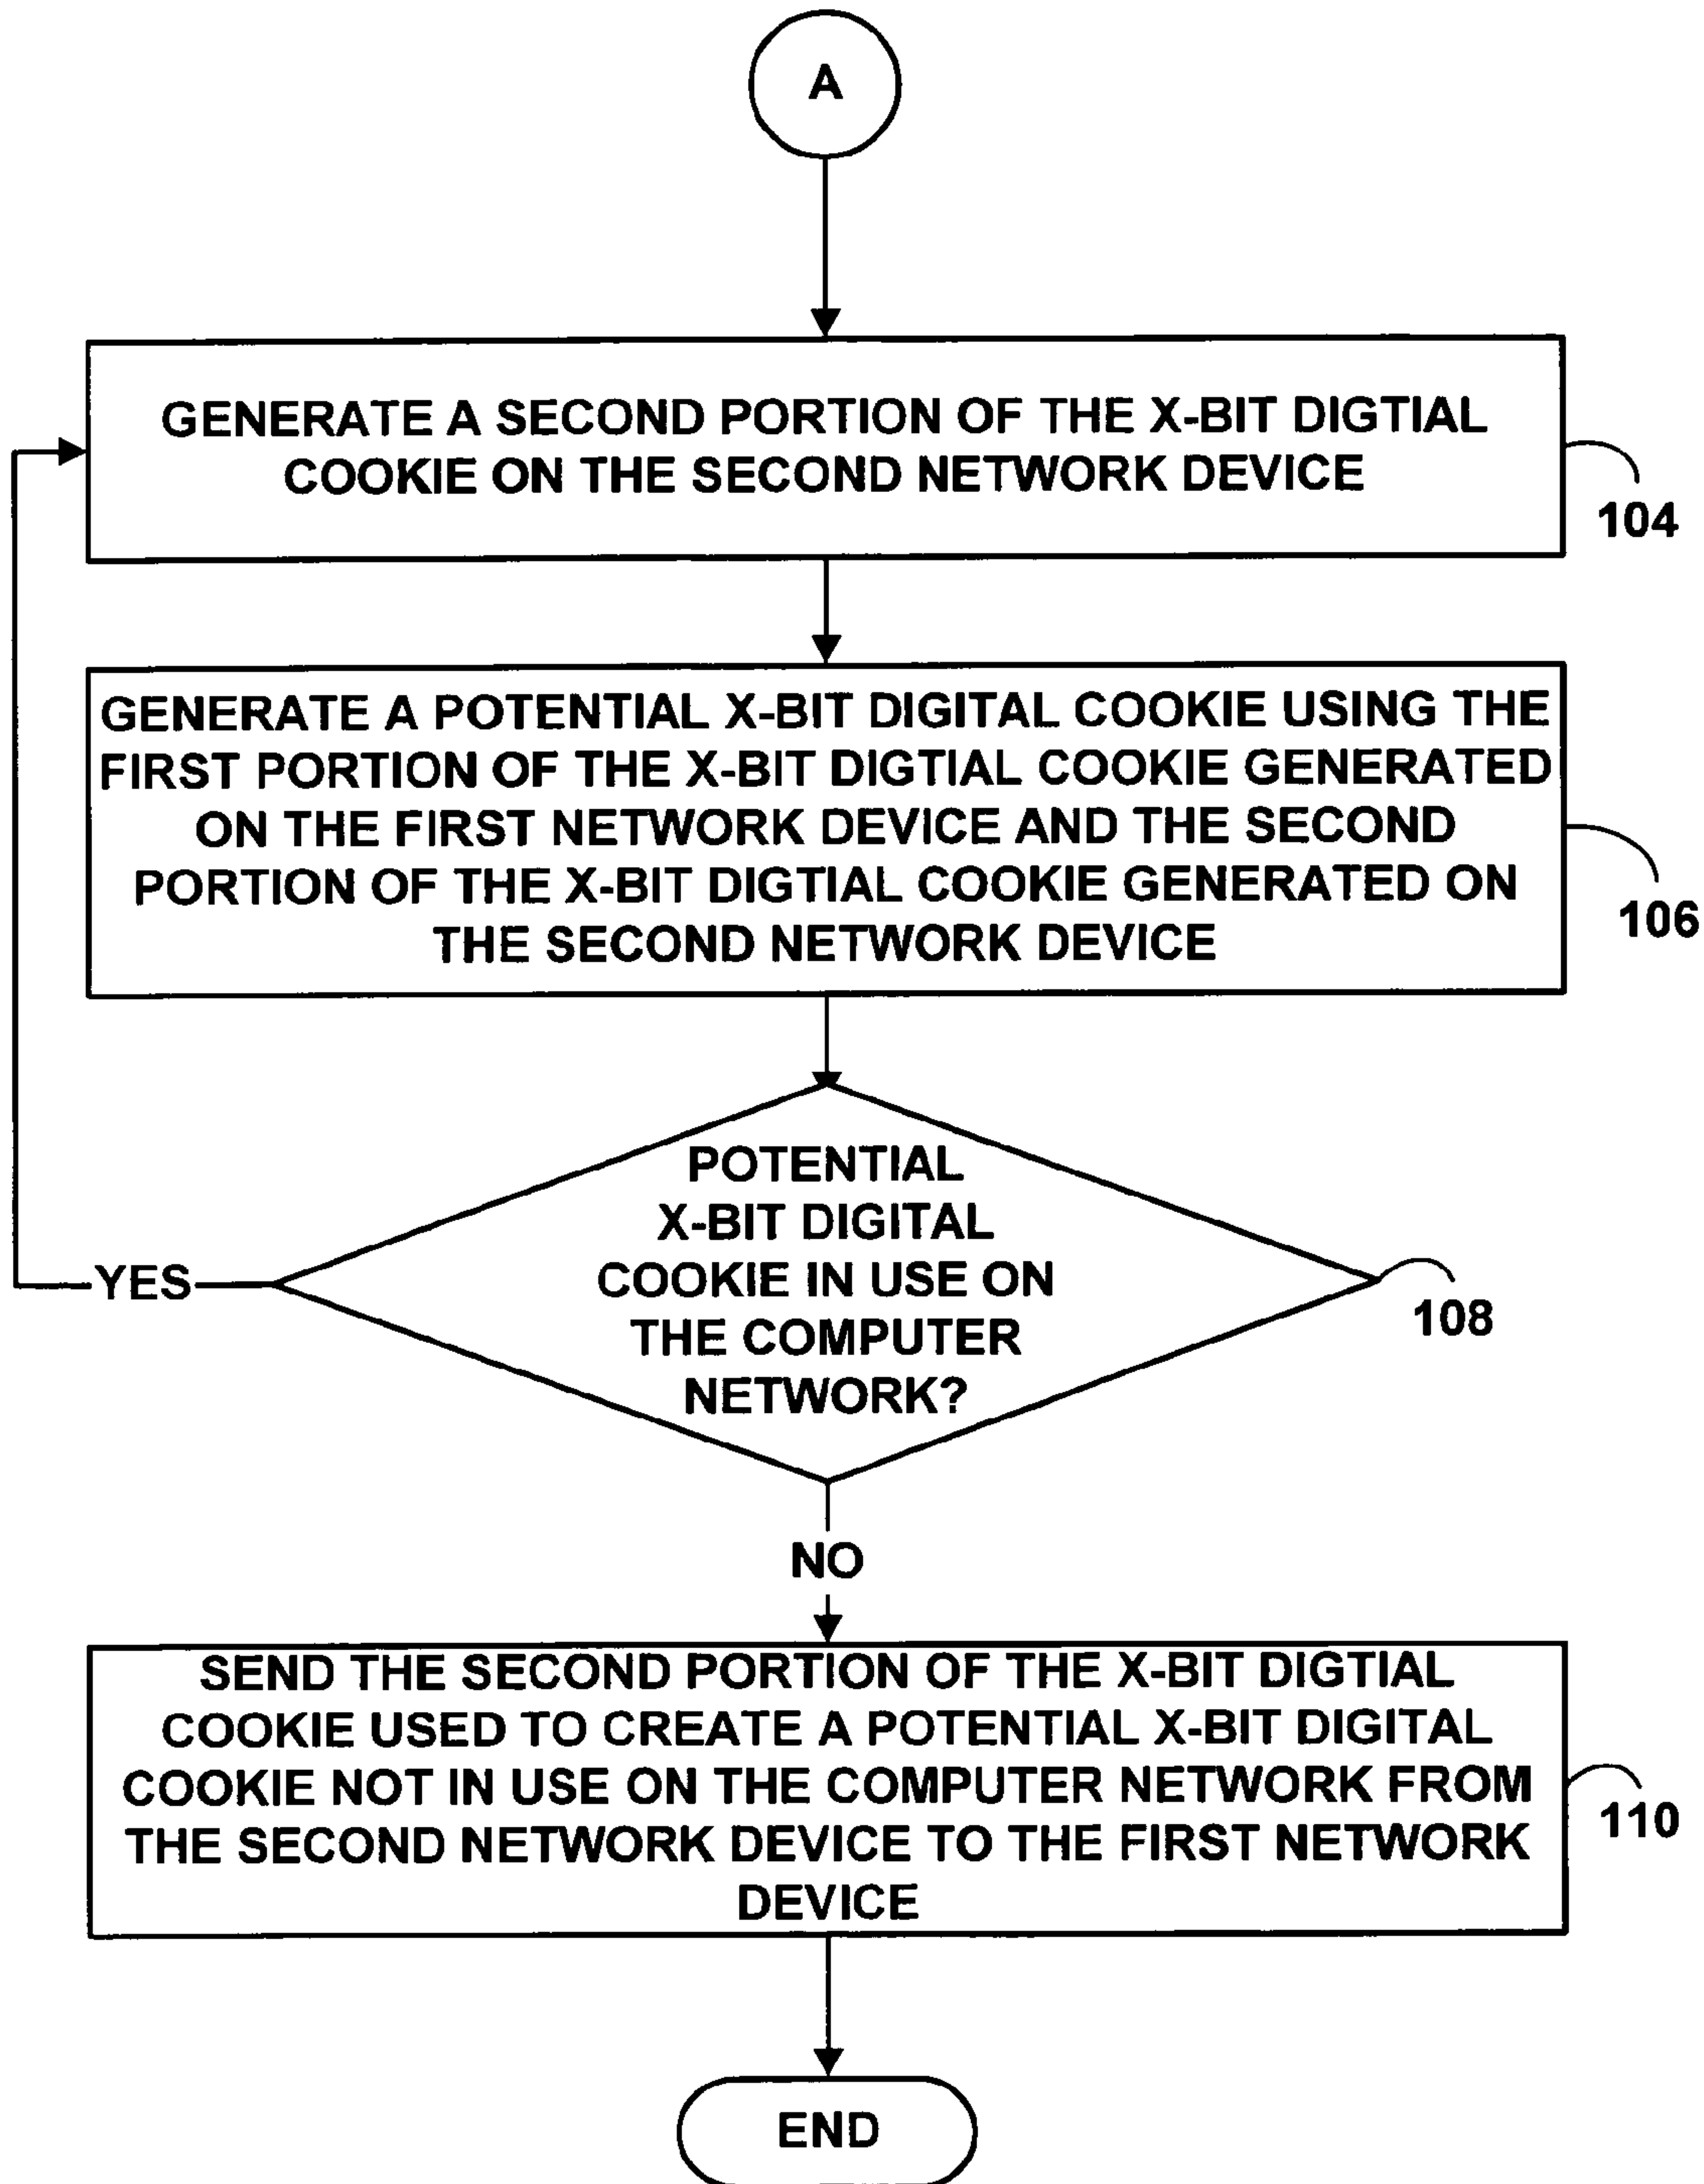 A
GENERATE A SECOND PORTION OF THE X-BIT DIGTIAL
COOKIE ON THE SECOND NETWORK DEVICE
104
GENERATE A POTENTIAL X-BIT DIGITAL COOKIE USING THE
FIRST PORTION OF THE X-BIT DIGTIAL COOKIE GENERATED
ON THE FIRST NETWORK DEVICE AND THE SECOND
PORTION OF THE X-BIT DIGTIAL COOKIE GENERATED ON
THE SECOND NETWORK DEVICE
106
POTENTIAL
X-BIT DIGITAL
COOKIE IN USE ON
THE COMPUTER
NETWORK?
YES
108
NO
SEND THE SECOND PORTION OF THE X-BIT DIGTIAL
COOKIE USED TO CREATE A POTENTIAL X-BIT DIGITAL
COOKIE NOT IN USE ON THE COMPUTER NETWORK FROM
THE SECOND NETWORK DEVICE TO THE FIRST NETWORK
DEVICE
110
END